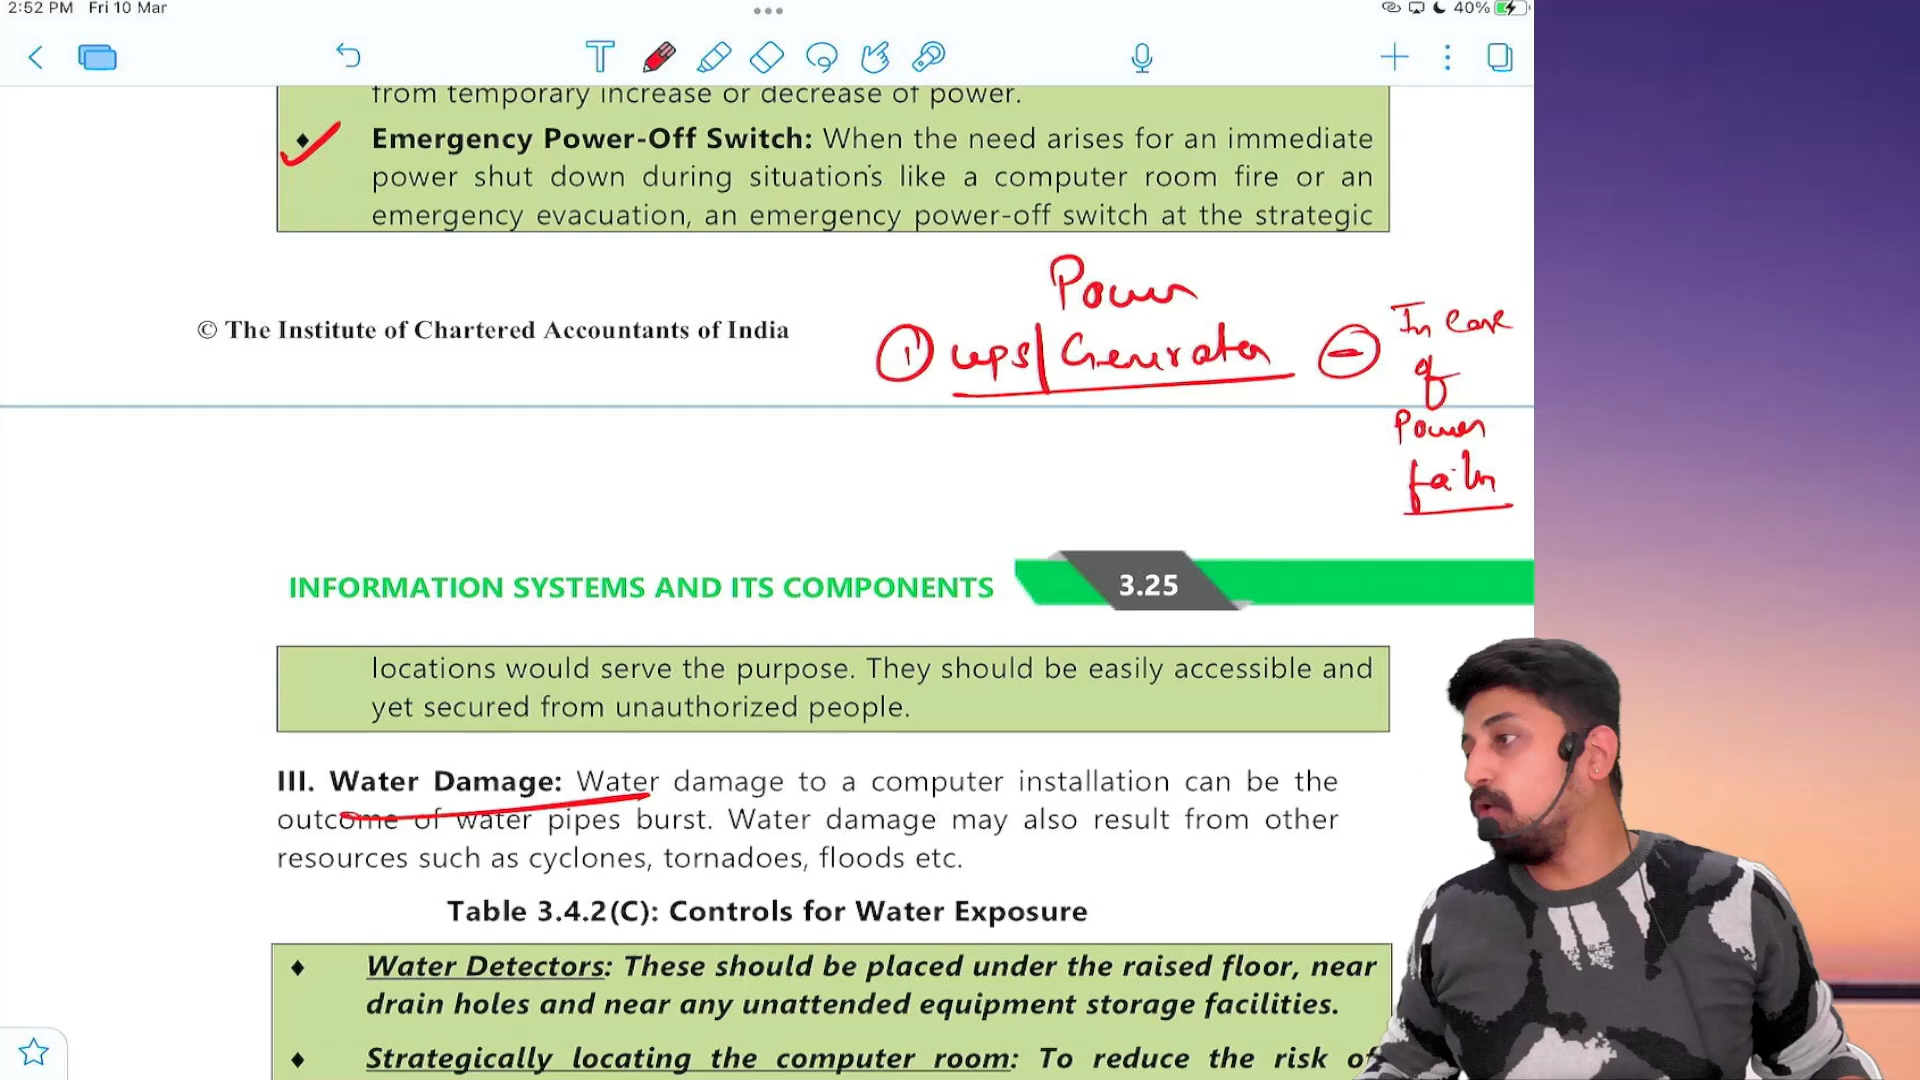 2:52 PM Fri 10 Mar
40%
from temporary increase or decrease of power.
♦ Emergency Power-Off Switch: When the need arises for an immediate
power shut down during situations like a computer room fire or an
emergency evacuation, an emergency power-off switch at the strategic
Power
© The Institute of Chartered Accountants of India
① ups/Generator
In case
of
Power
INFORMATION SYSTEMS AND ITS COMPONENTS 3.25
locations would serve the purpose. They should be easily accessible and
yet secured from unauthorized people.
III. Water Damage: Water damage to a computer installation can be the
outcome of water pipes burst. Water damage may also result from other
resources such as cyclones, tornadoes, floods etc.
Table 3.4.2(C): Controls for Water Exposure
♦ Water Detectors: These should be placed under the raised floor, near
drain holes and near any unattended equipment storage facilities.
♦ Strategically locating the computer room: To reduce the risk of